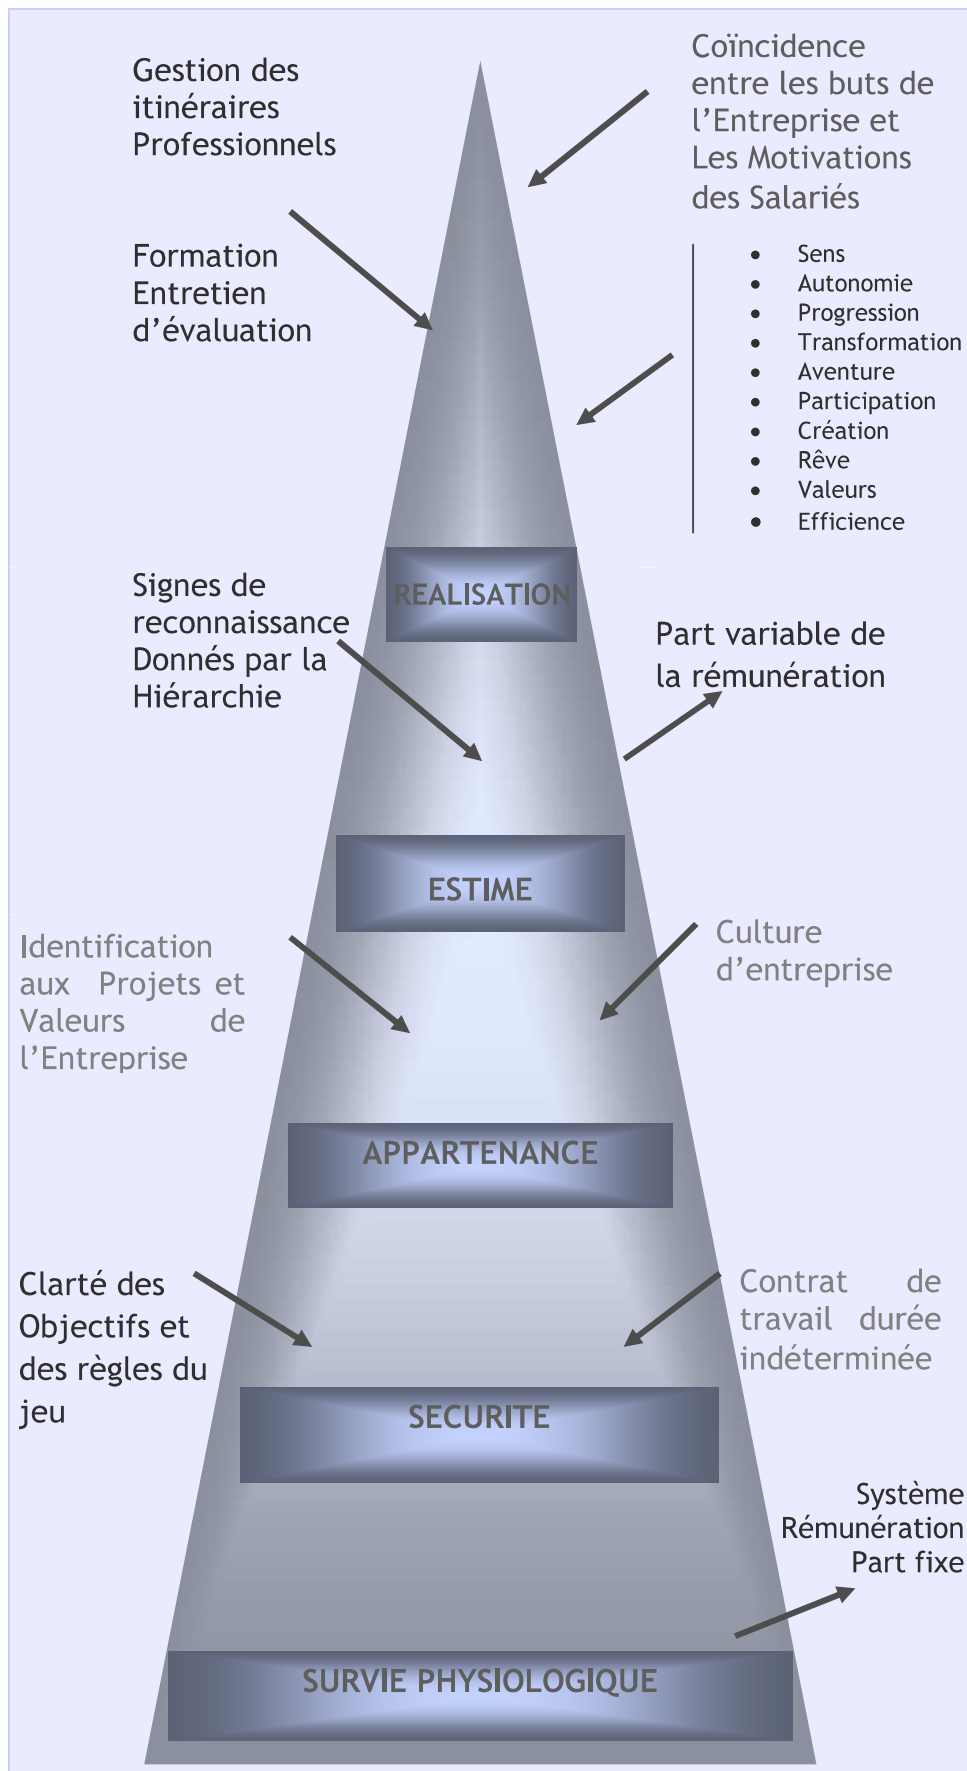 Gestion des
itinéraires
Professionnels
Formation
Entretien
d’évaluation
Coïncidence
entre les buts de
l’Entreprise et
Les Motivations
des Salariés
• Sens
• Autonomie
• Progression
• Transformation
• Aventure
• Participation
• Création
• Rêve
• Valeurs
• Efficience
REALISATION
Signes de
reconnaissance
Donnés par la
Hiérarchie
Part variable de
la rémunération
ESTIME
Identification
aux Projets et
Valeurs de
l’Entreprise
Culture
d’entreprise
APPARTENANCE
Clarté des
Objectifs et
des règles du
jeu
Contrat de
travail durée
indéterminée
SECURITE
Système
Rémunération
Part fixe
SURVIE PHYSIOLOGIQUE